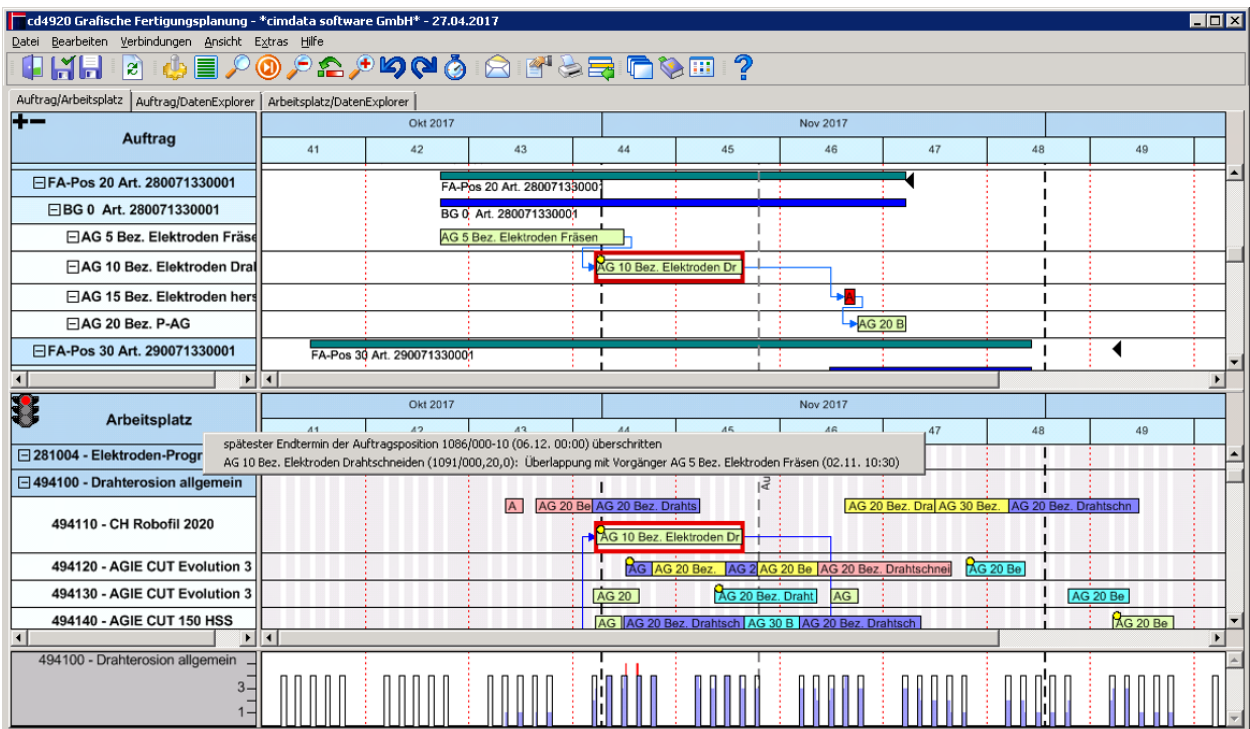 cd4920 Grafische Fertigungsplanung - *cimdata software GmbH* - 27.04.2017
Datei Bearbeiten Verbindungen Ansicht Extras Hilfe
Auftrag/Arbeitsplatz Auftrag/DatenExplorer Arbeitsplatz/DatenExplorer
Auftrag
Okt 2017 Nov 2017
41 42 43 44 45 46 47 48 49
FA-Pos 20 Art. 280071330001
FA-Pos 20 Art. 280071330001
BG 0 Art. 280071330001
BG 0 Art. 280071330001
AG 5 Bez. Elektroden Fräse
AG 5 Bez. Elektroden Fräsen
AG 10 Bez. Elektroden Dra
AG 10 Bez. Elektroden Dr
AG 15 Bez. Elektroden hers
A
AG 20 Bez. P-AG
AG 20 B
FA-Pos 30 Art. 290071330001
FA-Pos 30 Art. 290071330001
Arbeitsplatz
Okt 2017 Nov 2017
41 42 43 44 45 46 47 48 49
spätester Endtermin der Auftragsposition 1086/000-10 (06.12. 00:00) überschritten
AG 10 Bez. Elektroden Drahtschneiden (1091/000,20,0): Überlappung mit Vorgänger AG 5 Bez. Elektroden Fräsen (02.11. 10:30)
281004 - Elektroden-Progr
494100 - Drahterosion allgemein
Au
494110 - CH Robofil 2020
A AG 20 Be AG 20 Bez. Drahts AG 20 Bez. Dra AG 30 Bez. AG 20 Bez. Drahtschn
AG 10 Bez. Elektroden Dr
494120 - AGIE CUT Evolution 3
AG AG 20 Bez. AG 2 AG 20 Be AG 20 Bez. Drahtschnei AG 20 Be
494130 - AGIE CUT Evolution 3
AG 20 AG 20 Bez. Draht AG AG 20 Be
494140 - AGIE CUT 150 HSS
AG AG 20 Bez. Drahtsch AG 30 B AG 20 Bez. Drahtsch AG 20 Be
494100 - Drahterosion allgemein
3
1